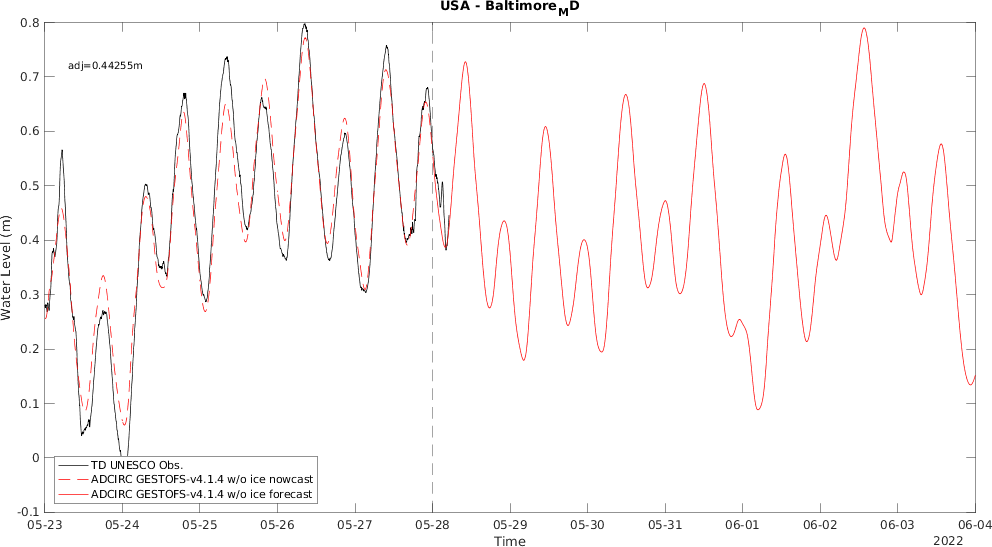 USA - Baltimore_MD
adj=0.44255m
0.8
0.7
0.6
0.5
0.4
0.3
0.2
0.1
0
-0.1
Water Level (m)
TD UNESCO Obs.
ADCIRC GESTOFS-v4.1.4 w/o ice nowcast
ADCIRC GESTOFS-v4.1.4 w/o ice forecast
05-23 05-24 05-25 05-26 05-27 05-28 05-29 05-30 05-31 06-01 06-02 06-03 06-04
Time
2022